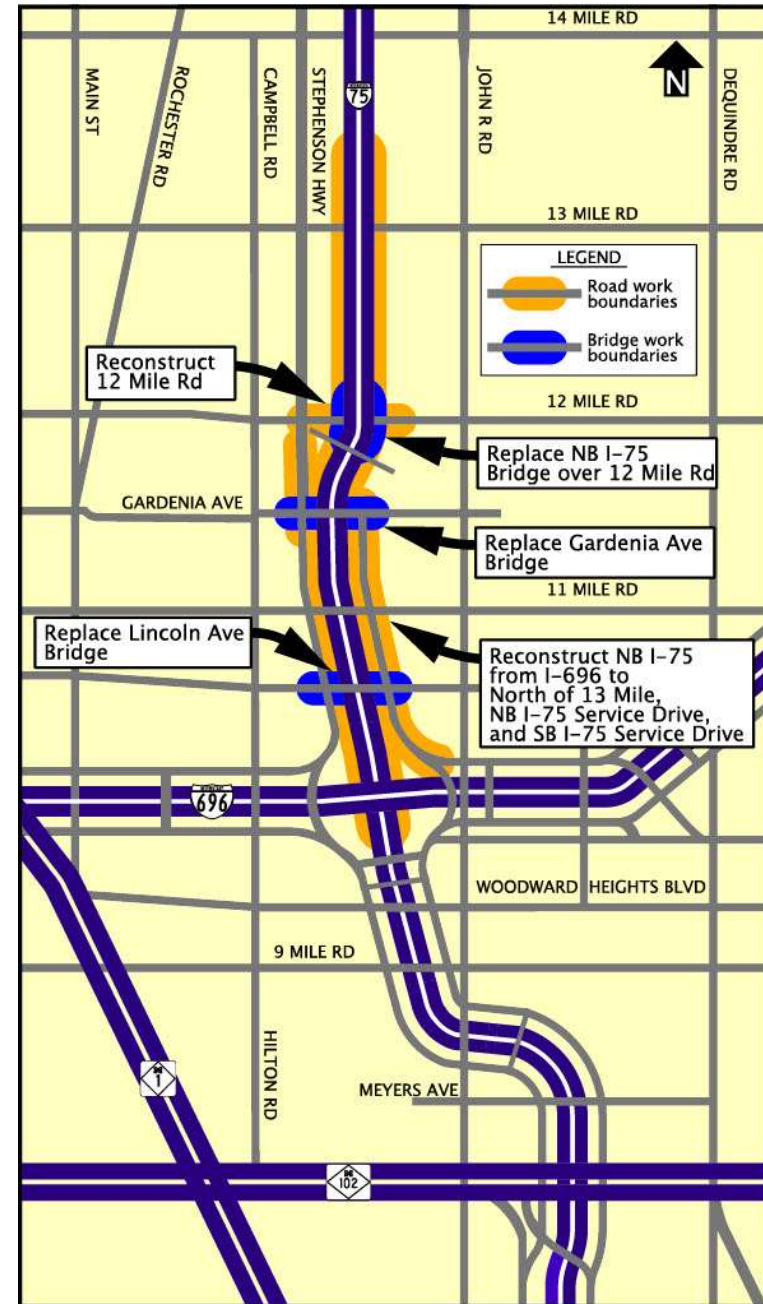 14 MILE RD
MAIN ST
ROCHESTER RD
CAMPBELL RD
STEPHENSON HWY
75
JOHN R RD
N
DEQUINDRE RD
13 MILE RD
LEGEND
Road work
boundaries
Bridge work
boundaries
Reconstruct
12 Mile Rd
12 MILE RD
Replace NB I-75
Bridge over 12 Mile Rd
GARDENIA AVE
Replace Gardenia Ave
Bridge
11 MILE RD
Replace Lincoln Ave
Bridge
Reconstruct NB I-75
from I-696 to
North of 13 Mile,
NB I-75 Service Drive,
and SB I-75 Service Drive
696
WOODWARD HEIGHTS BLVD
9 MILE RD
HILTON RD
M
1
MEYERS AVE
M
102